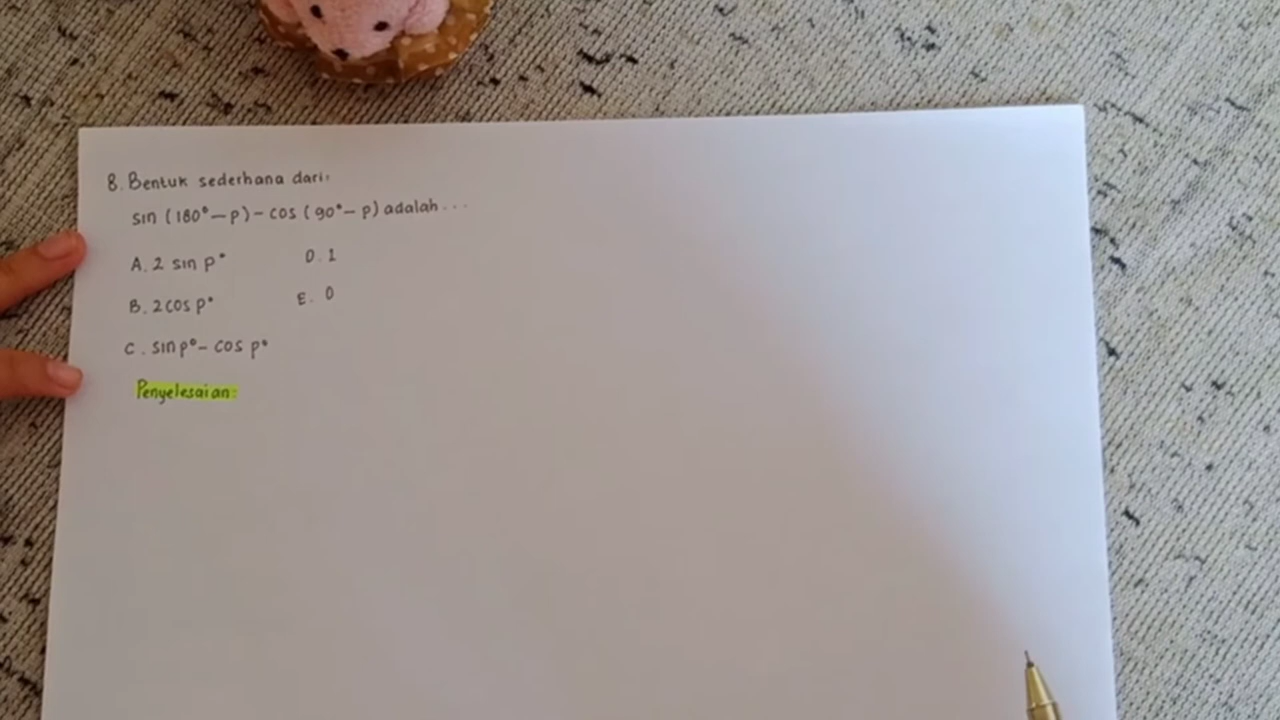 8. Bentuk sederhana dari:
sin (180°-p)-cos (90°-p) adalah ...
A. 2 sin p° D. 1
B. 2 cos p° E. 0
C. sin p°- cos p°
Penyelesaian: